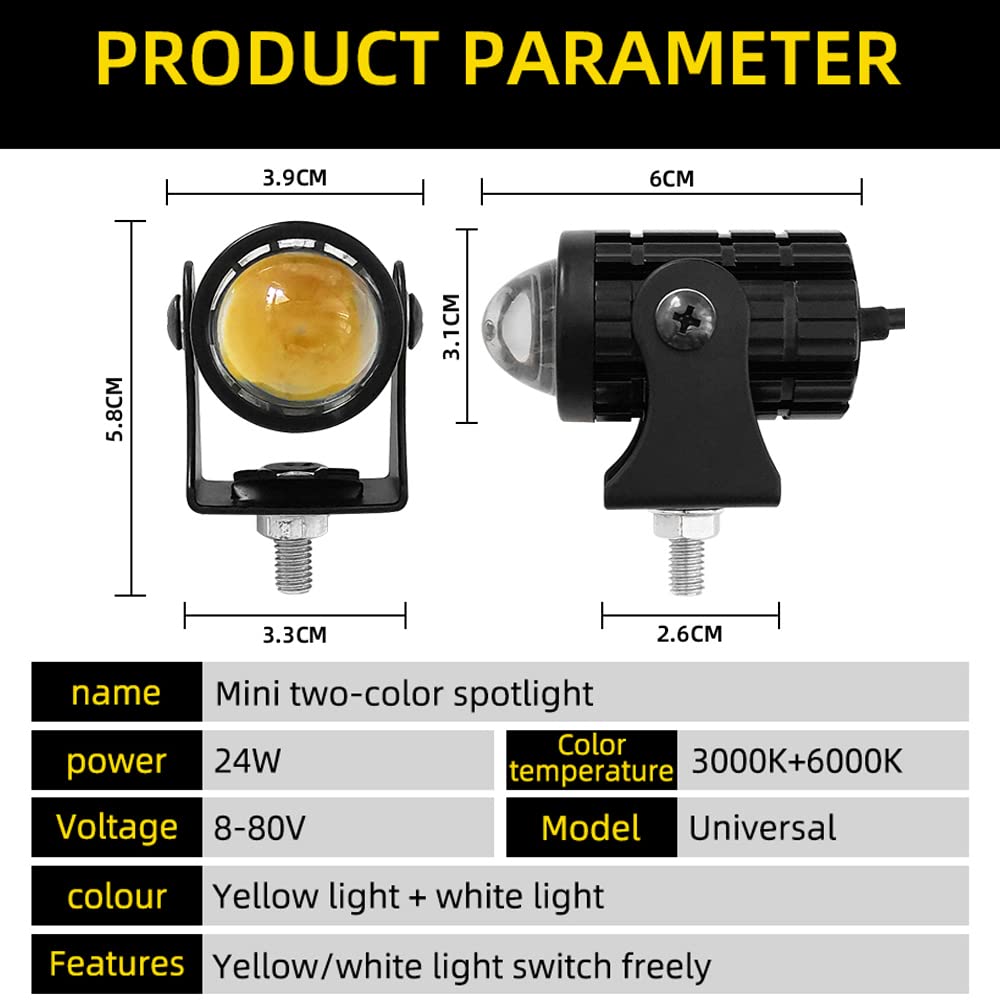 PRODUCT PARAMETER
3.9CM
6CM
5.8CM
3.1CM
3.3CM
2.6CM
name Mini two-color spotlight
power 24W
Color temperature 3000K+6000K
Voltage 8-80V
Model Universal
colour Yellow light + white light
Features Yellow/white light switch freely